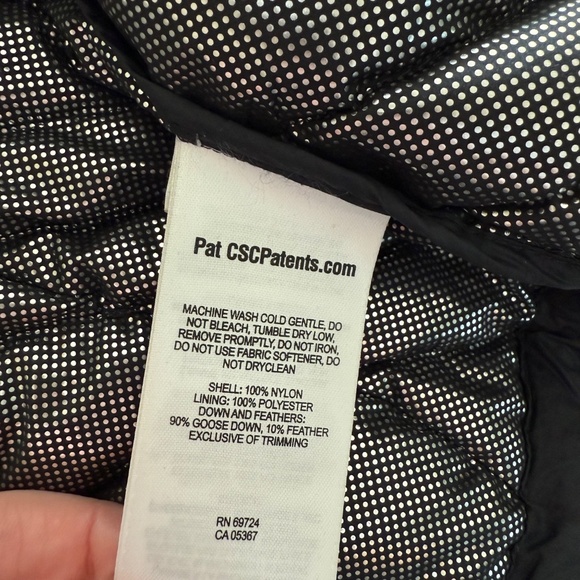 Pat CSCPatents.com
MACHINE WASH COLD GENTLE, DO
NOT BLEACH, TUMBLE DRY LOW,
REMOVE PROMPTLY, DO NOT IRON,
DO NOT USE FABRIC SOFTENER, DO
NOT DRYCLEAN
SHELL: 100% NYLON
LINING: 100% POLYESTER
DOWN AND FEATHERS:
90% GOOSE DOWN, 10% FEATHER
EXCLUSIVE OF TRIMMING
RN 69724
CA 05367